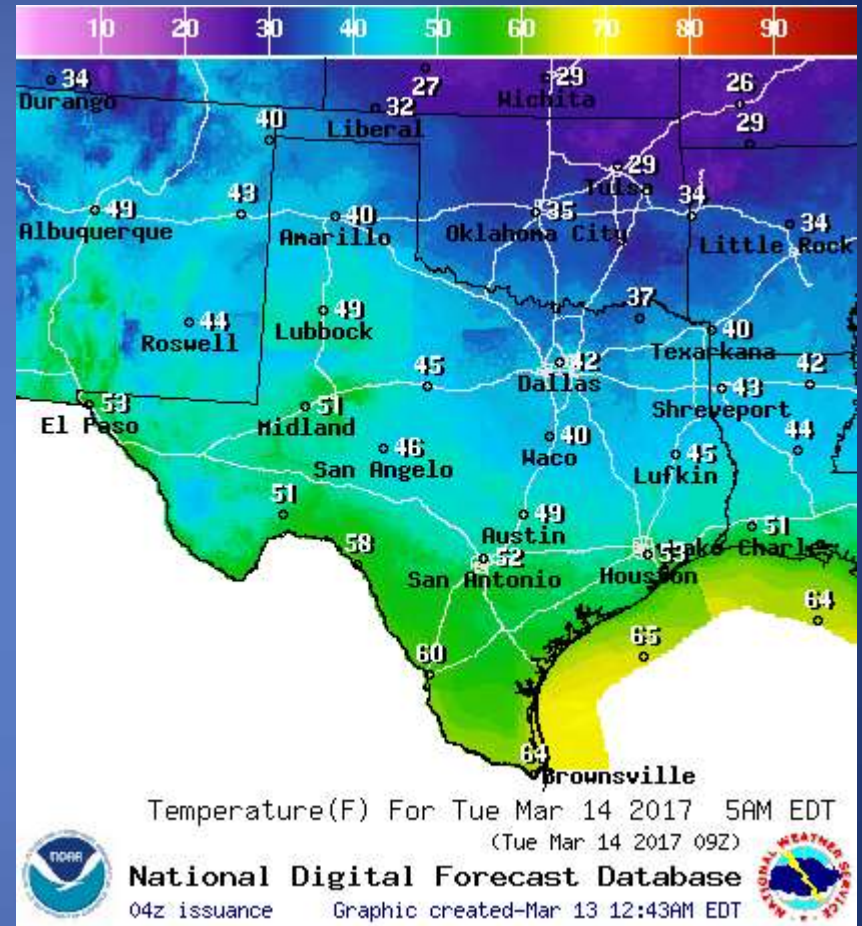 10 20 30 40 50 60 70 80 90
34
Durango
27
29
Wichita
26
32
Liberal
40
29
29
Tulsa
49
Albuquerque
43
40
Amarillo
35
Oklahoma City
34
34
Little Rock
44
Roswell
49
Lubbock
37
40
Texarkana
42
Dallas
45
43
Shreveport
42
53
El Paso
51
Midland
46
San Angelo
40
Waco
45
Lufkin
44
51
49
Austin
51
Lake Charles
58
52
San Antonio
53
Houston
60
65
64
64
Brownsville
Temperature(F) For Tue Mar 14 2017 5AM EDT
(Tue Mar 14 2017 09Z)
NOAA
National Digital Forecast Database
NATIONAL WEATHER SERVICE
04z issuance Graphic created-Mar 13 12:43AM EDT